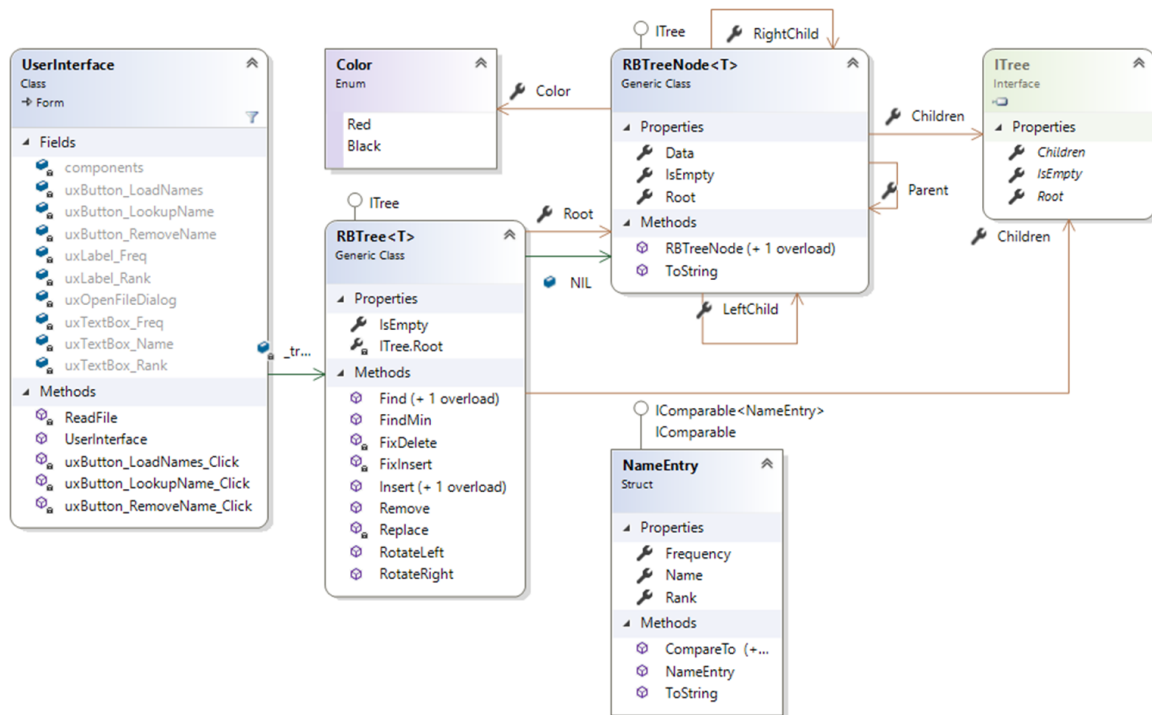 UserInterface
Class
Form
Fields
components
uxButton_LoadNames
uxButton_LookupName
uxButton_RemoveName
uxLabel_Freq
uxLabel_Rank
uxOpenFileDialog
uxTextBox_Freq
uxTextBox_Name
uxTextBox_Rank
Methods
ReadFile
UserInterface
uxButton_LoadNames_Click
uxButton_LookupName_Click
uxButton_RemoveName_Click
_tr...
Color
Enum
Red
Black
Color
ITree
RBTree<T>
Generic Class
Properties
IsEmpty
ITree.Root
Methods
Find (+ 1 overload)
FindMin
FixDelete
FixInsert
Insert (+ 1 overload)
Remove
Replace
RotateLeft
RotateRight
Root
NIL
ITree
RightChild
RBTreeNode<T>
Generic Class
Properties
Data
IsEmpty
Root
Methods
RBTreeNode (+ 1 overload)
ToString
LeftChild
Parent
Children
ITree
Interface
Properties
Children
IsEmpty
Root
Children
IComparable<NameEntry>
IComparable
NameEntry
Struct
Properties
Frequency
Name
Rank
Methods
CompareTo (+...
NameEntry
ToString